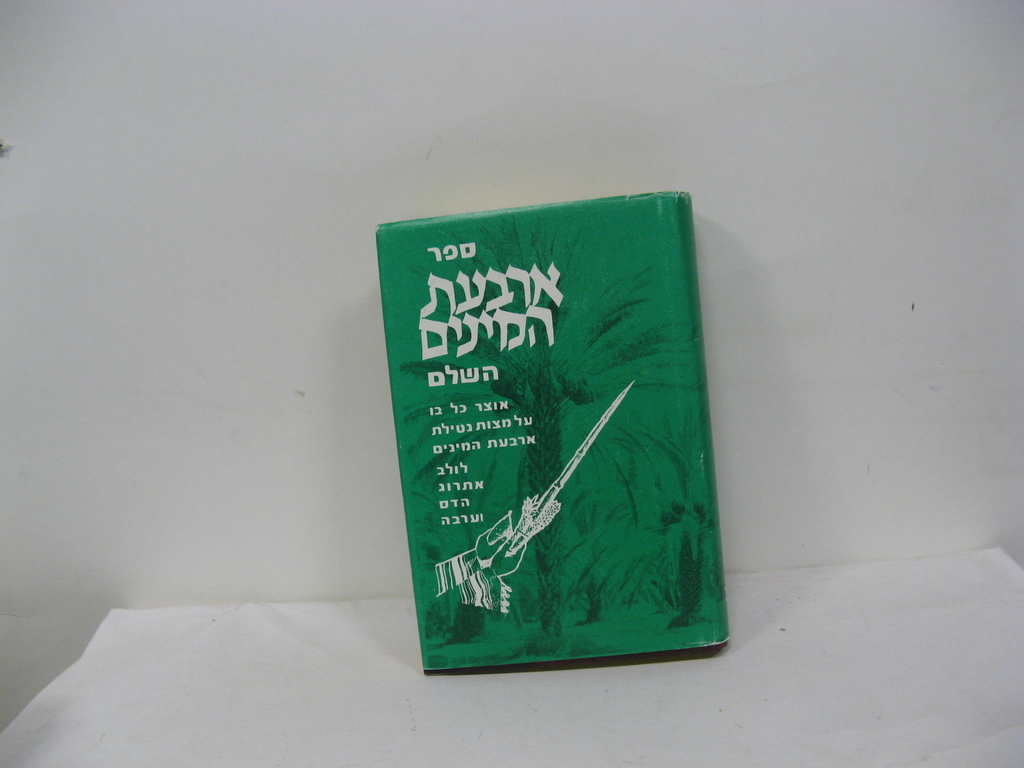 ספר
ארבעת
המינים
השלם
אוצר כל בו
על מצות נטילת
ארבעת המינים
לולב
אתרוג
הדס
וערבה